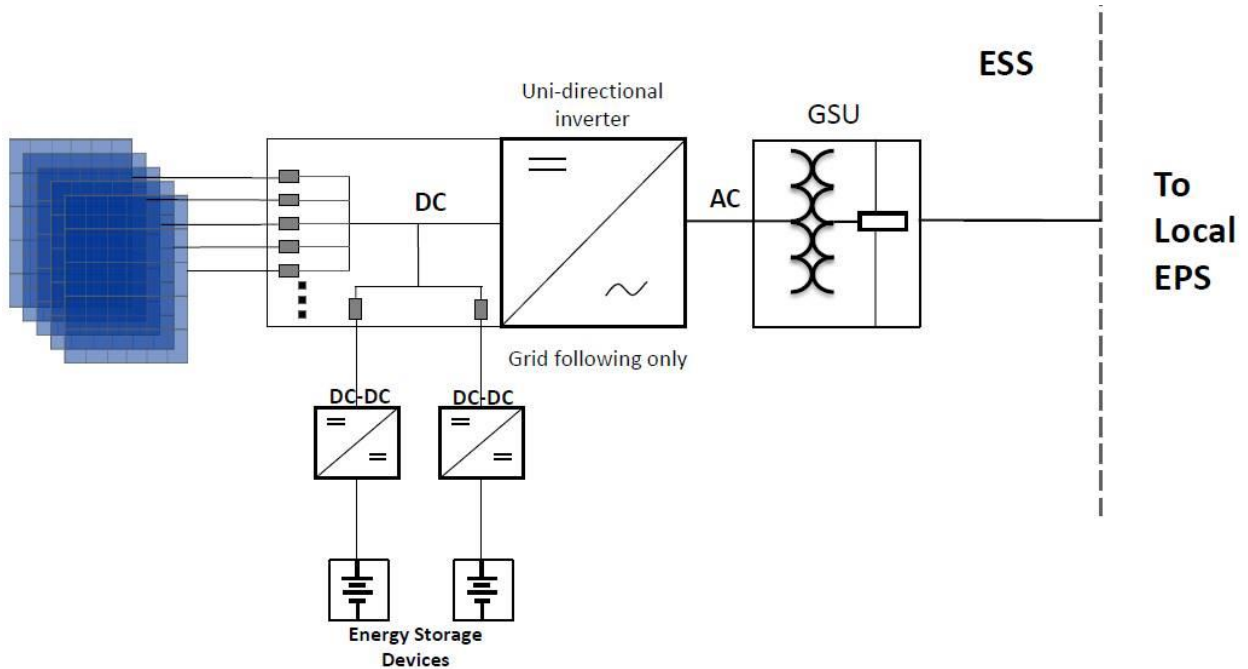 ESS
Uni-directional
inverter
GSU
DC
AC
To
Local
EPS
Grid following only
DC-DC
DC-DC
Energy Storage
Devices